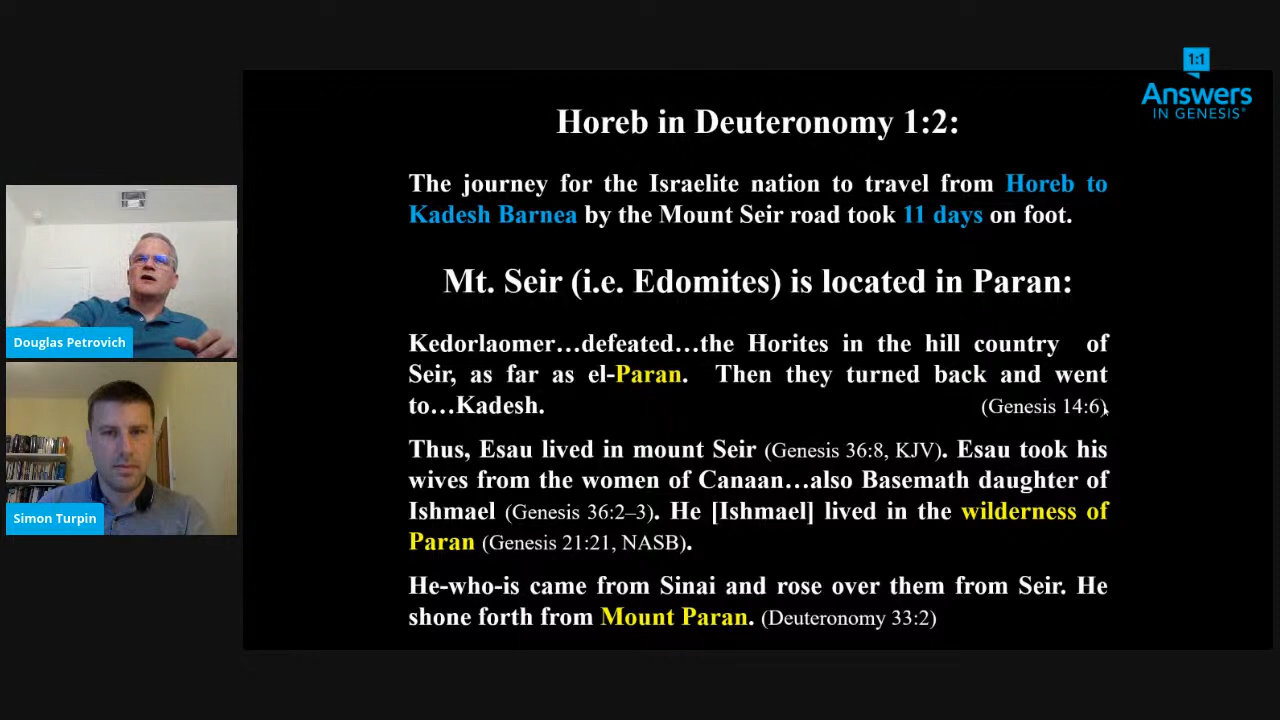 1:1
Answers
IN GENESIS®
Horeb in Deuteronomy 1:2:
The journey for the Israelite nation to travel from Horeb to
Kadesh Barnea by the Mount Seir road took 11 days on foot.
Mt. Seir (i.e. Edomites) is located in Paran:
Kedorlaomer…defeated…the Horites in the hill country of
Seir, as far as el-Paran. Then they turned back and went
to…Kadesh. (Genesis 14:6)
Thus, Esau lived in mount Seir (Genesis 36:8, KJV). Esau took his
wives from the women of Canaan…also Basemath daughter of
Ishmael (Genesis 36:2–3). He [Ishmael] lived in the wilderness of
Paran (Genesis 21:21, NASB).
He-who-is came from Sinai and rose over them from Seir. He
shone forth from Mount Paran. (Deuteronomy 33:2)
Douglas Petrovich
Simon Turpin